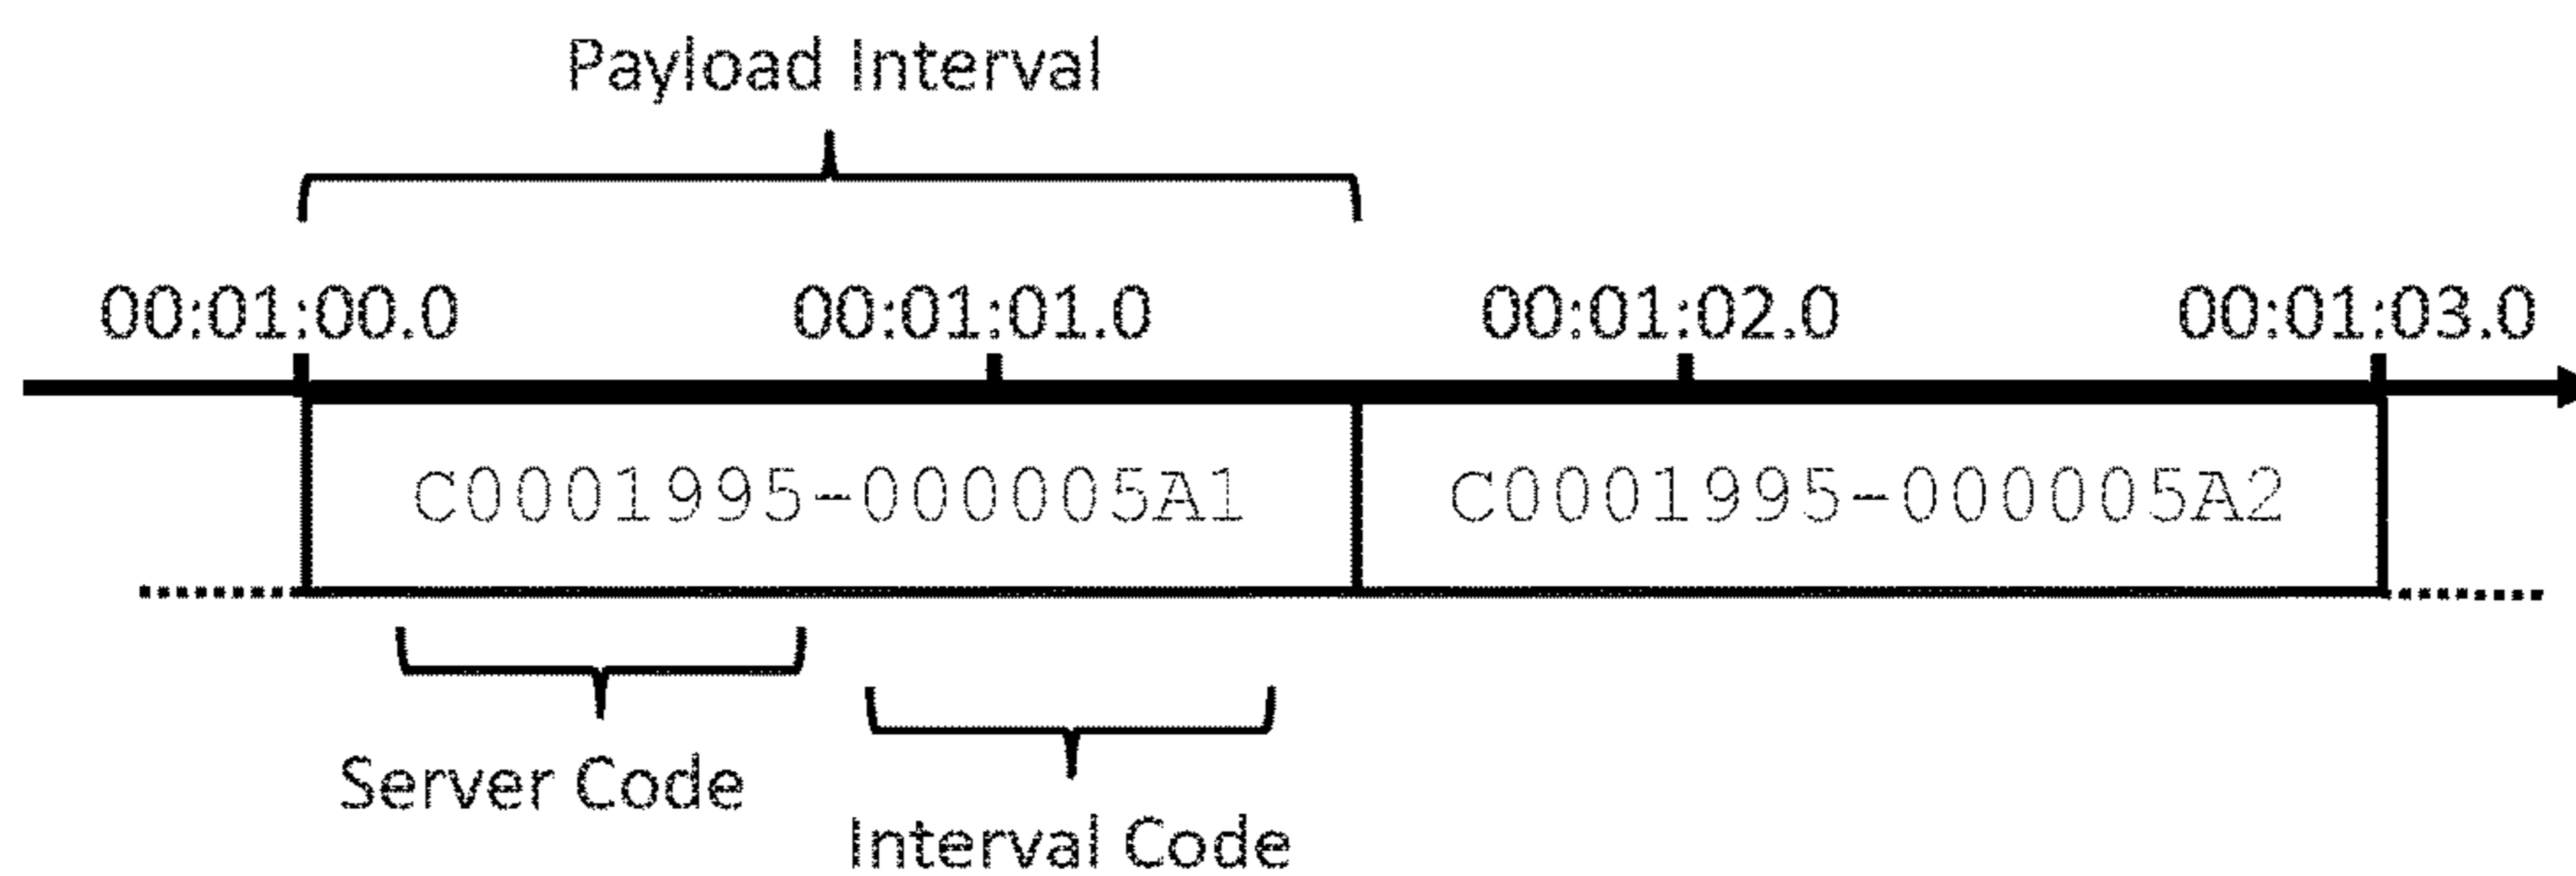 Payload Interval
00:01:00.0 00:01:01.0 00:01:02.0 00:01:03.0
C0001995-000005A1 C0001995-000005A2
Server Code
Interval Code